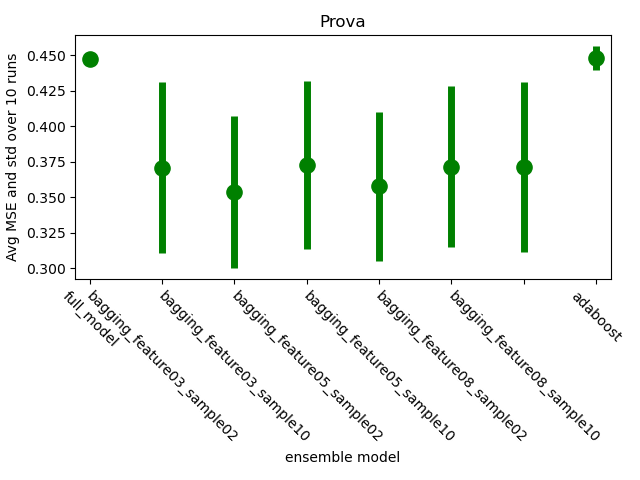 Prova
Avg MSE and std over 10 runs
0.450
0.425
0.400
0.375
0.350
0.325
0.300
full_model
bagging_feature03_sample02
bagging_feature03_sample10
bagging_feature05_sample02
bagging_feature05_sample10
bagging_feature08_sample02
bagging_feature08_sample10
adaboost
ensemble model